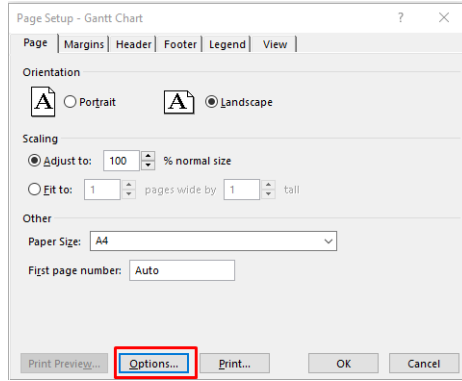 Page Setup - Gantt Chart ? ×
Page Margins Header Footer Legend View
Orientation
A Portrait A Landscape
Scaling
Adjust to: 100 % normal size
Fit to: 1 pages wide by 1 tall
Other
Paper Size: A4
First page number: Auto
Print Preview... Options... Print... OK Cancel